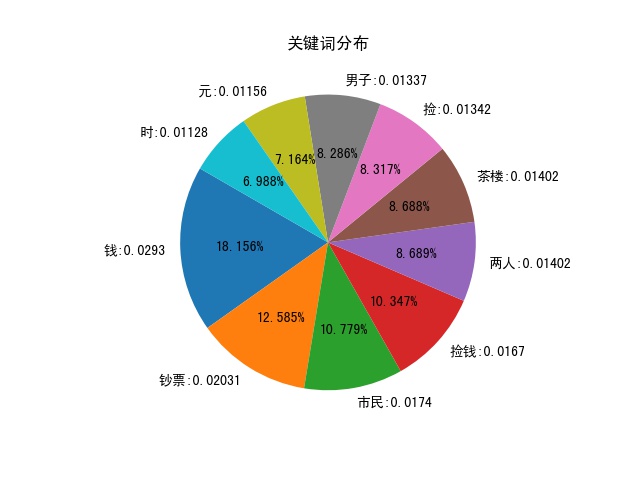 关键词分布
男子:0.01337
元:0.01156
捡:0.01342
时:0.01128
8.286%
7.164%
8.317%
6.988%
茶楼:0.01402
8.688%
钱:0.0293
18.156%
8.689%
两人:0.01402
10.347%
12.585%
10.779%
捡钱:0.0167
钞票:0.02031
市民:0.0174